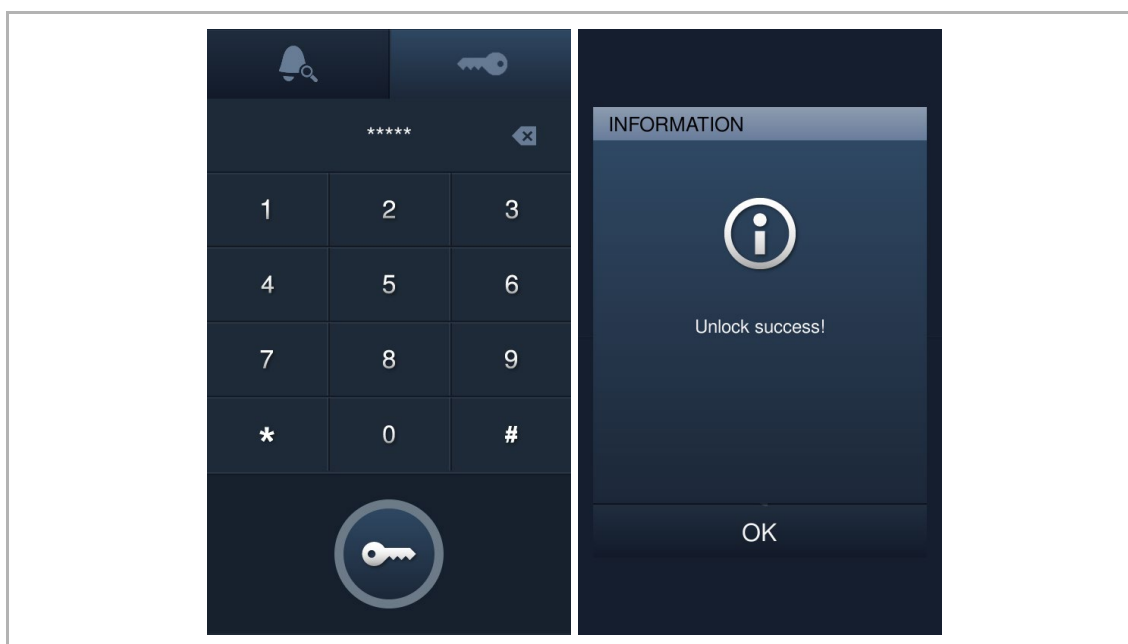 *****
1 2 3
4 5 6
7 8 9
* 0 #
INFORMATION
Unlock success!
OK